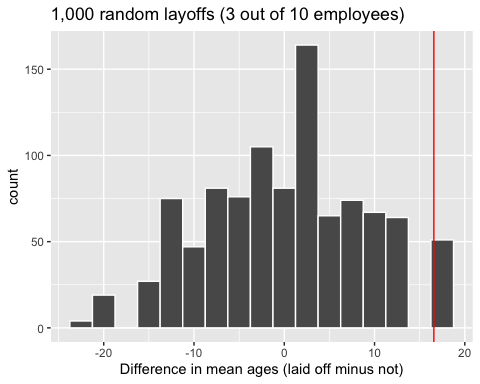 1,000 random layoffs (3 out of 10 employees)
150
100
50
0
count
-20 -10 0 10 20
Difference in mean ages (laid off minus not)